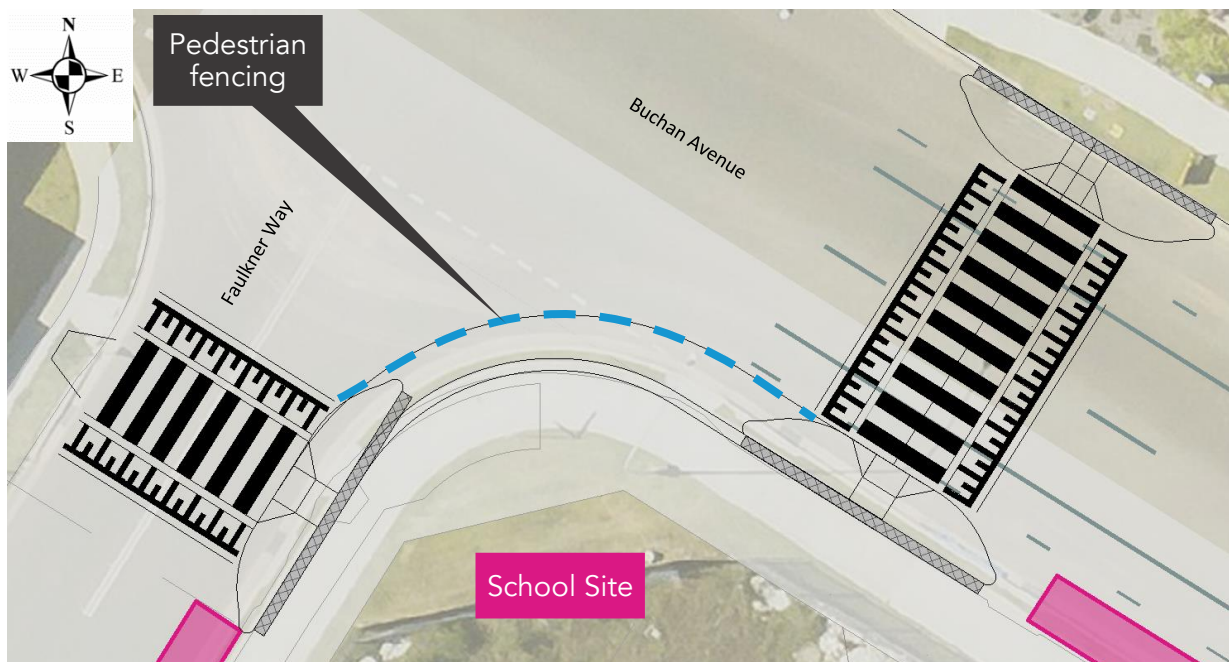 N
W E
S
Pedestrian
fencing
Buchan Avenue
Faulkner Way
School Site